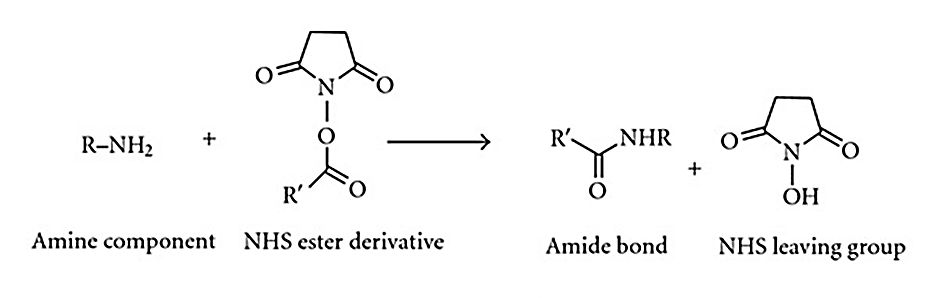 R–NH₂
+
O
N
O
O
R′
O
R′
NHR
O
+
O
N
O
OH
Amine component
NHS ester derivative
Amide bond
NHS leaving group